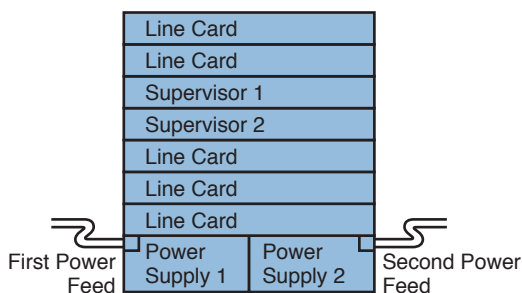 Line Card
Line Card
Supervisor 1
Supervisor 2
Line Card
Line Card
Line Card
First Power
Feed
Power
Supply 1
Power
Supply 2
Second Power
Feed